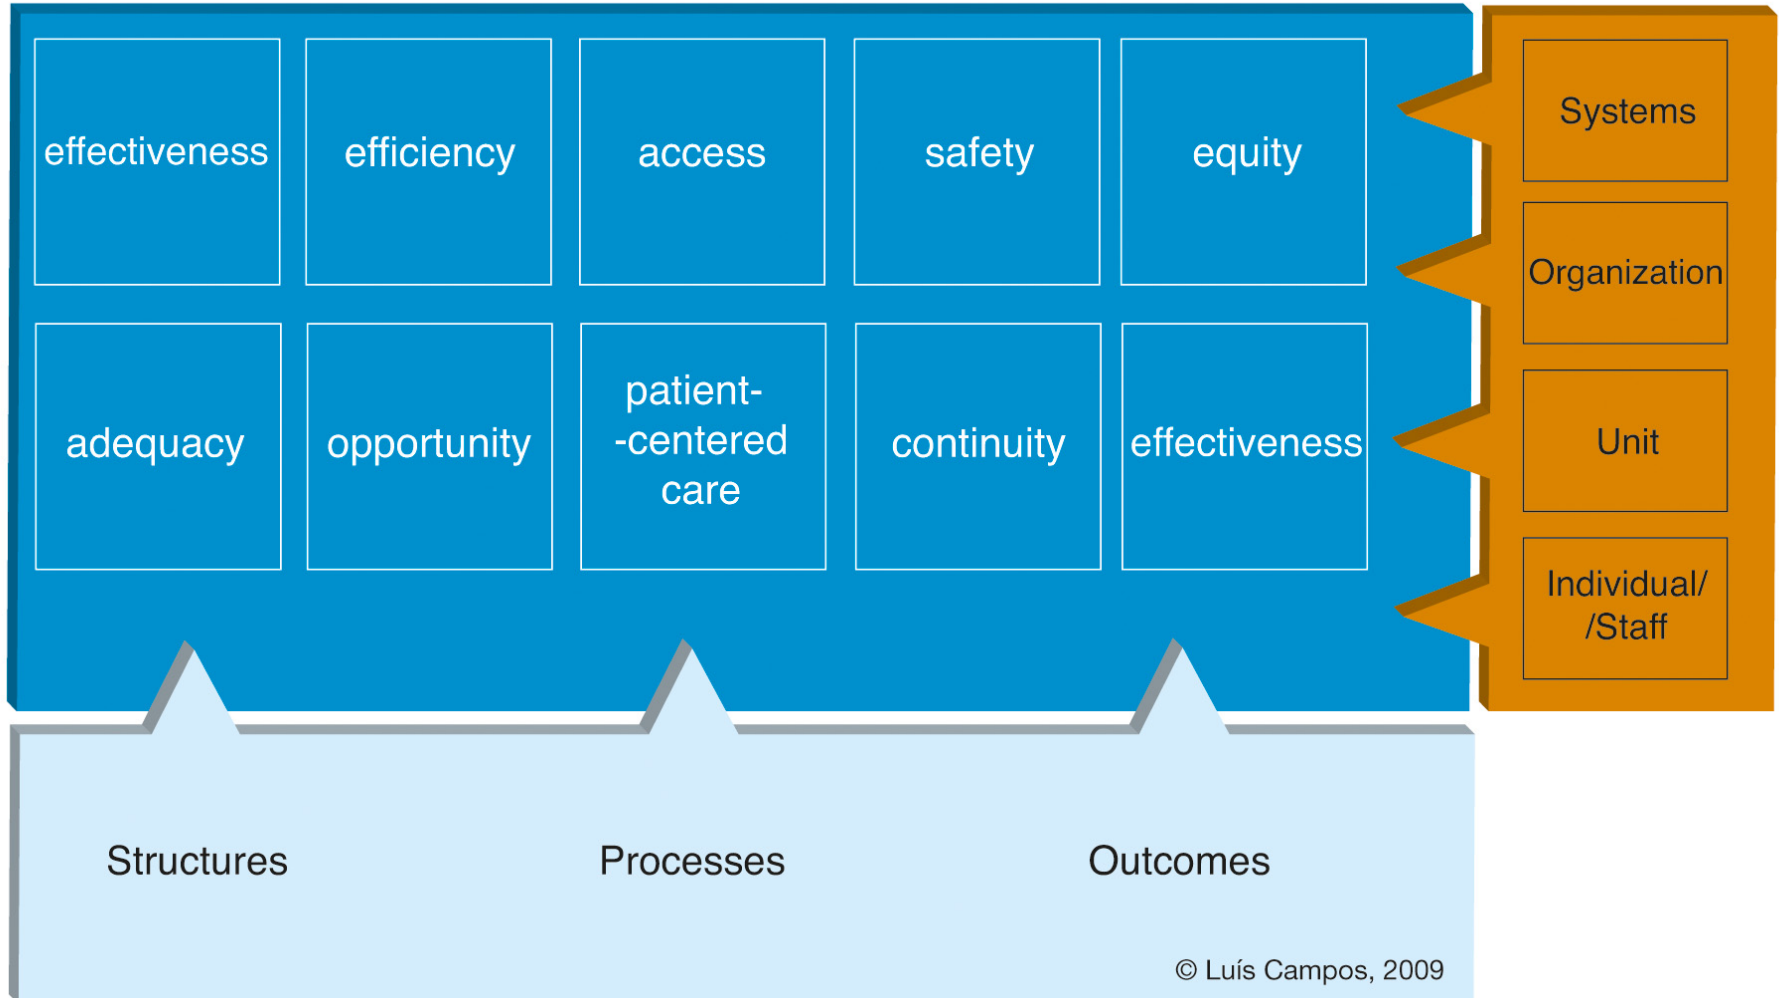 effectiveness
efficiency
access
safety
equity
adequacy
opportunity
patient-
-centered
care
continuity
effectiveness
Systems
Organization
Unit
Individual/
/Staff
Structures
Processes
Outcomes
© Luís Campos, 2009